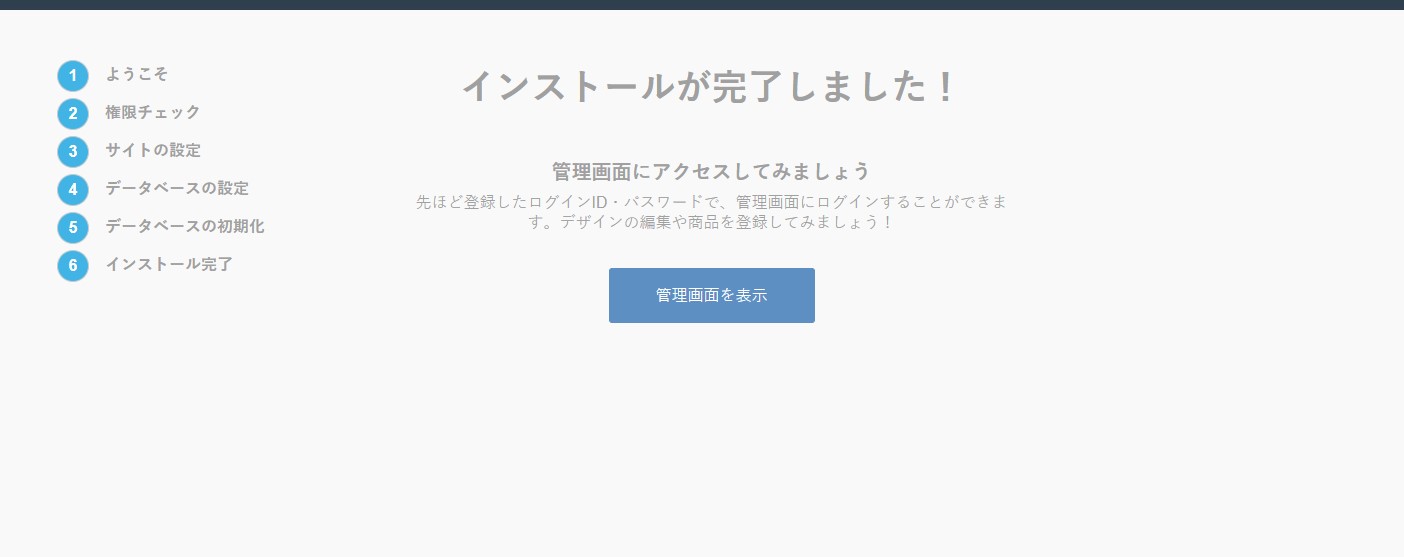 1 ようこそ
2 権限チェック
3 サイトの設定
4 データベースの設定
5 データベースの初期化
6 インストール完了
インストールが完了しました！
管理画面にアクセスしてみましょう
先ほど登録したログインID・パスワードで、管理画面にログインすることができま
す。デザインの編集や商品を登録してみましょう！
管理画面を表示